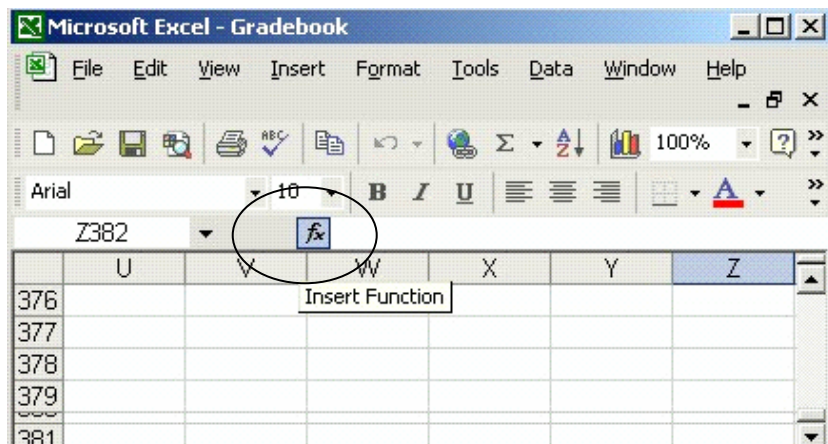 Microsoft Excel - Gradebook
File Edit View Insert Format Tools Data Window Help
ABC Σ A Z 100% ?
Arial 10 B I U A
Z382 fx
U V W X Y Z
Insert Function
376
377
378
379
381